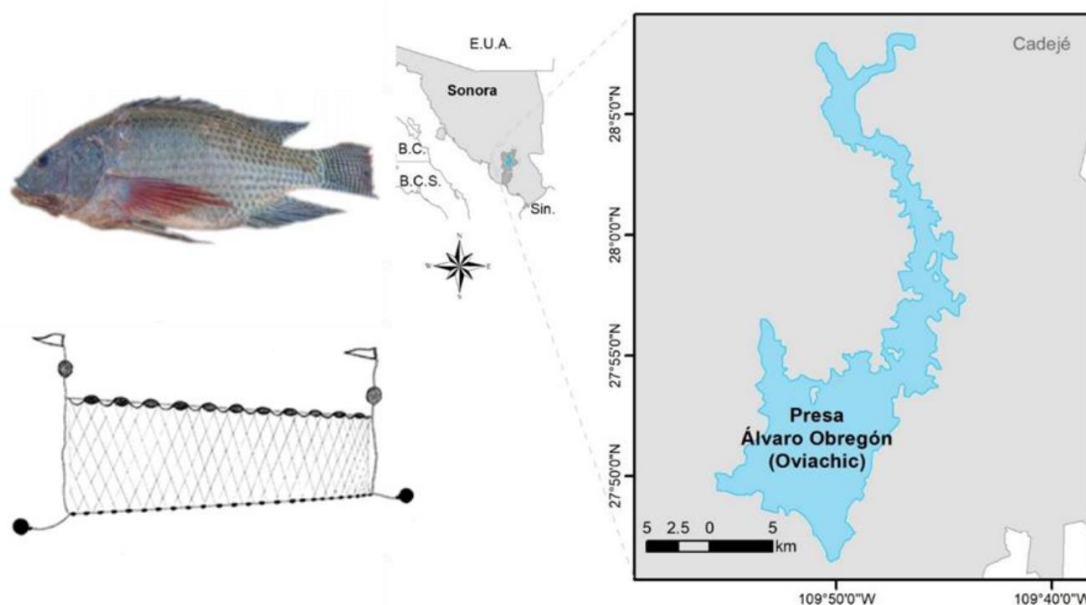 E.U.A.
Sonora
B.C.
B.C.S.
Sin.
N
W
E
S
Cadejé
28°5'0"N
28°0'0"N
27°55'0"N
27°50'0"N
Presa
Álvaro Obregón
(Oviachic)
5 2.5 0 5
km
109°50'0"W
109°40'0"W